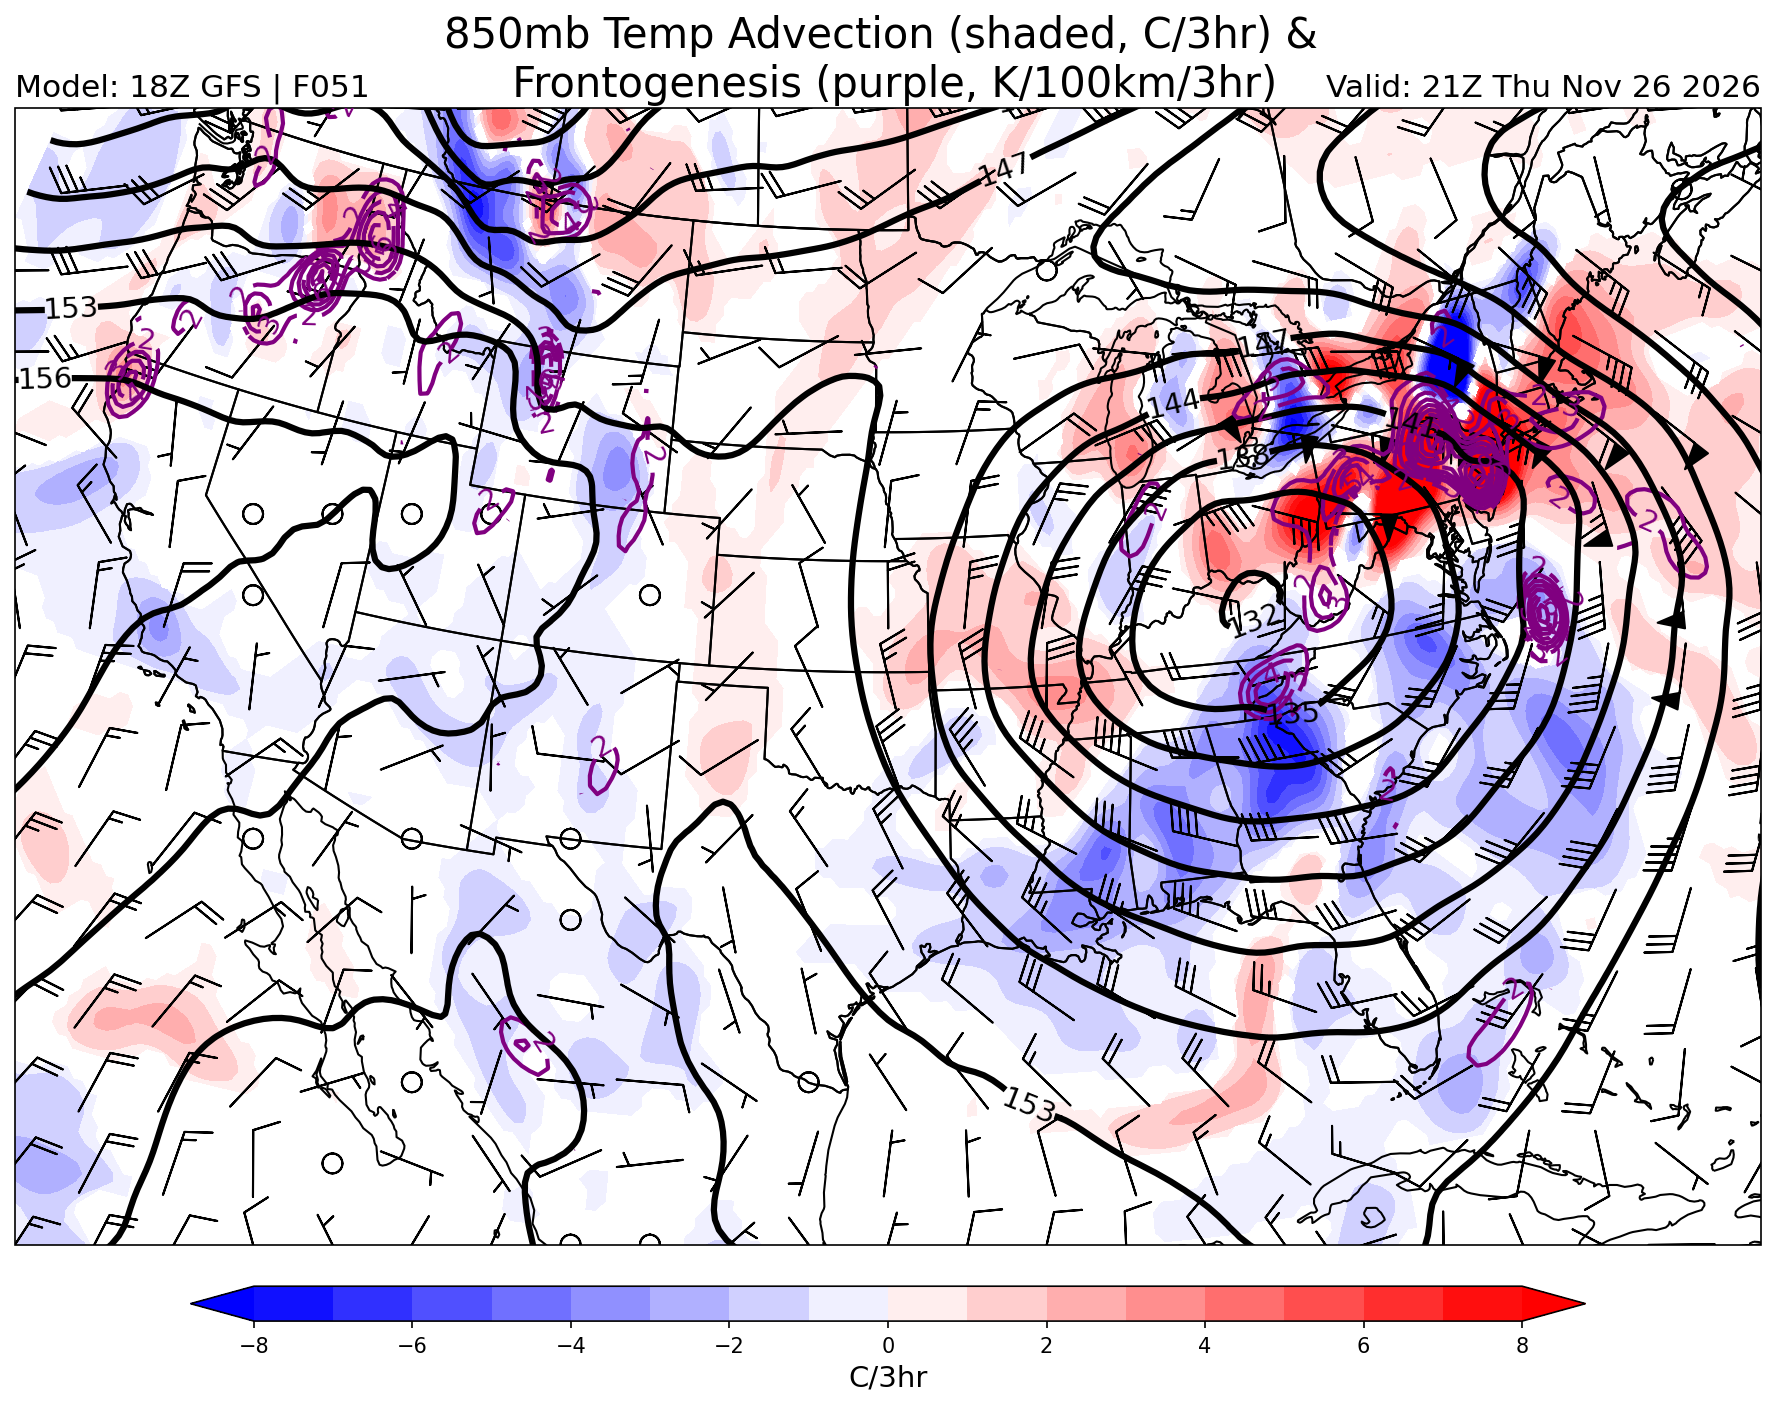 850mb Temp Advection (shaded, C/3hr) &
Frontogenesis (purple, K/100km/3hr)
Model: 18Z GFS | F051
Valid: 21Z Thu Nov 26 2026
147
153
156
147
144
141
138
132
135
153
−8 −6 −4 −2 0 2 4 6 8
C/3hr